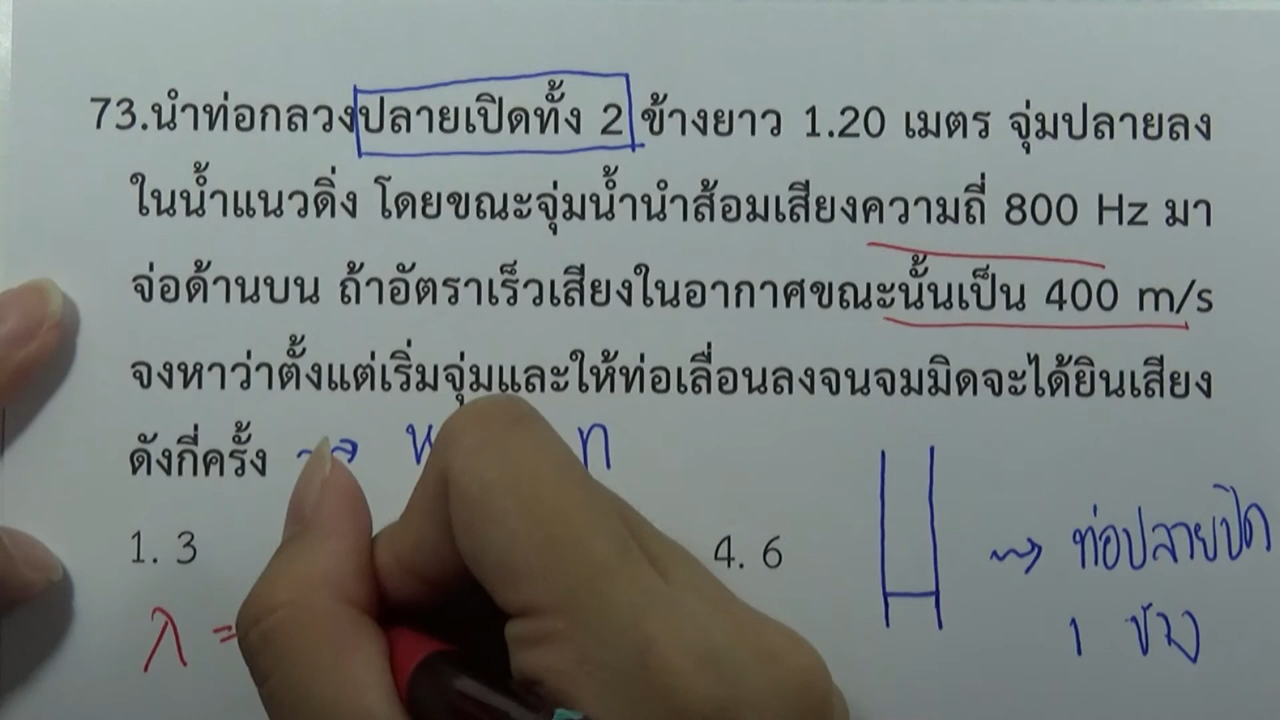 73.นำท่อกลวงปลายเปิดทั้ง 2 ข้างยาว 1.20 เมตร จุ่มปลายลง
ในน้ำแนวดิ่ง โดยขณะจุ่มน้ำนำส้อมเสียงความถี่ 800 Hz มา
จ่อด้านบน ถ้าอัตราเร็วเสียงในอากาศขณะนั้นเป็น 400 m/s
จงหาว่าตั้งแต่เริ่มจุ่มและให้ท่อเลื่อนลงจนจมมิดจะได้ยินเสียง
ดังกี่ครั้ง n
1. 3 4. 6
ท่อปลายปิด
1 ข้าง
λ =